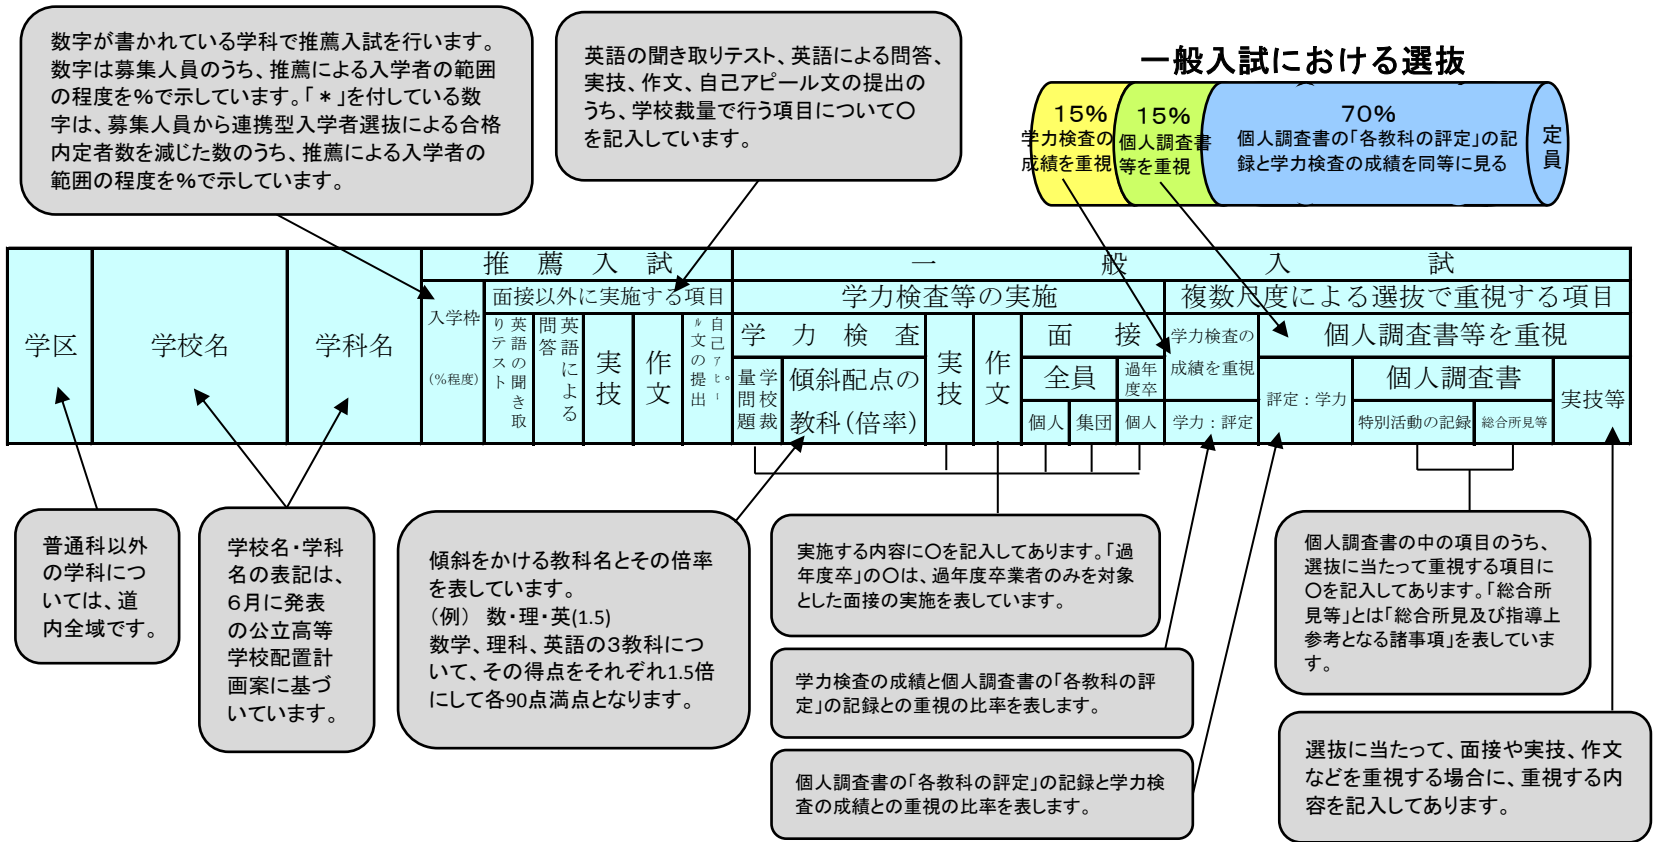 数字が書かれている学科で推薦入試を行います。
数字は募集人員のうち、推薦による入学者の範囲
の程度を%で示しています。「＊」を付している数
字は、募集人員から連携型入学者選抜による合格
内定者数を減じた数のうち、推薦による入学者の
範囲の程度を%で示しています。
英語の聞き取りテスト、英語による問答、
実技、作文、自己アピール文の提出の
うち、学校裁量で行う項目について〇
を記入しています。
一般入試における選抜
15%
学力検査の
成績を重視
15%
個人調査書
等を重視
70%
個人調査書の「各教科の評定」の記
録と学力検査の成績を同等に見る
定員
学区
学校名
学科名
推薦入試
入学枠
(%程度)
面接以外に実施する項目
英語の聞き取りテスト
英語による問答
実技
作文
自己アピール文の提出
一般入試
学力検査等の実施
学力検査
学校裁量問題
傾斜配点の
教科(倍率)
実技
作文
面接
全員
個人
集団
過年
度卒
個人
複数尺度による選抜で重視する項目
学力検査の
成績を重視
学力：評定
個人調査書等を重視
評定：学力
個人調査書
特別活動の記録
総合所見等
実技等
普通科以外
の学科につ
いては、道
内全域です。
学校名・学科
名の表記は、
6月に発表
の公立高等
学校配置計
画案に基づ
いています。
傾斜をかける教科名とその倍率
を表しています。
（例） 数・理・英(1.5)
数学、理科、英語の3教科につ
いて、その得点をそれぞれ1.5倍
にして各90点満点となります。
実施する内容に〇を記入してあります。「過
年度卒」の〇は、過年度卒業者のみを対象
とした面接の実施を表しています。
学力検査の成績と個人調査書の「各教科の評
定」の記録との重視の比率を表します。
個人調査書の「各教科の評定」の記録と学力検
査の成績との重視の比率を表します。
個人調査書の中の項目のうち、
選抜に当たって重視する項目に
〇を記入してあります。「総合所
見等」とは「総合所見及び指導上
参考となる諸事項」を表していま
す。
選抜に当たって、面接や実技、作文
などを重視する場合に、重視する内
容を記入してあります。